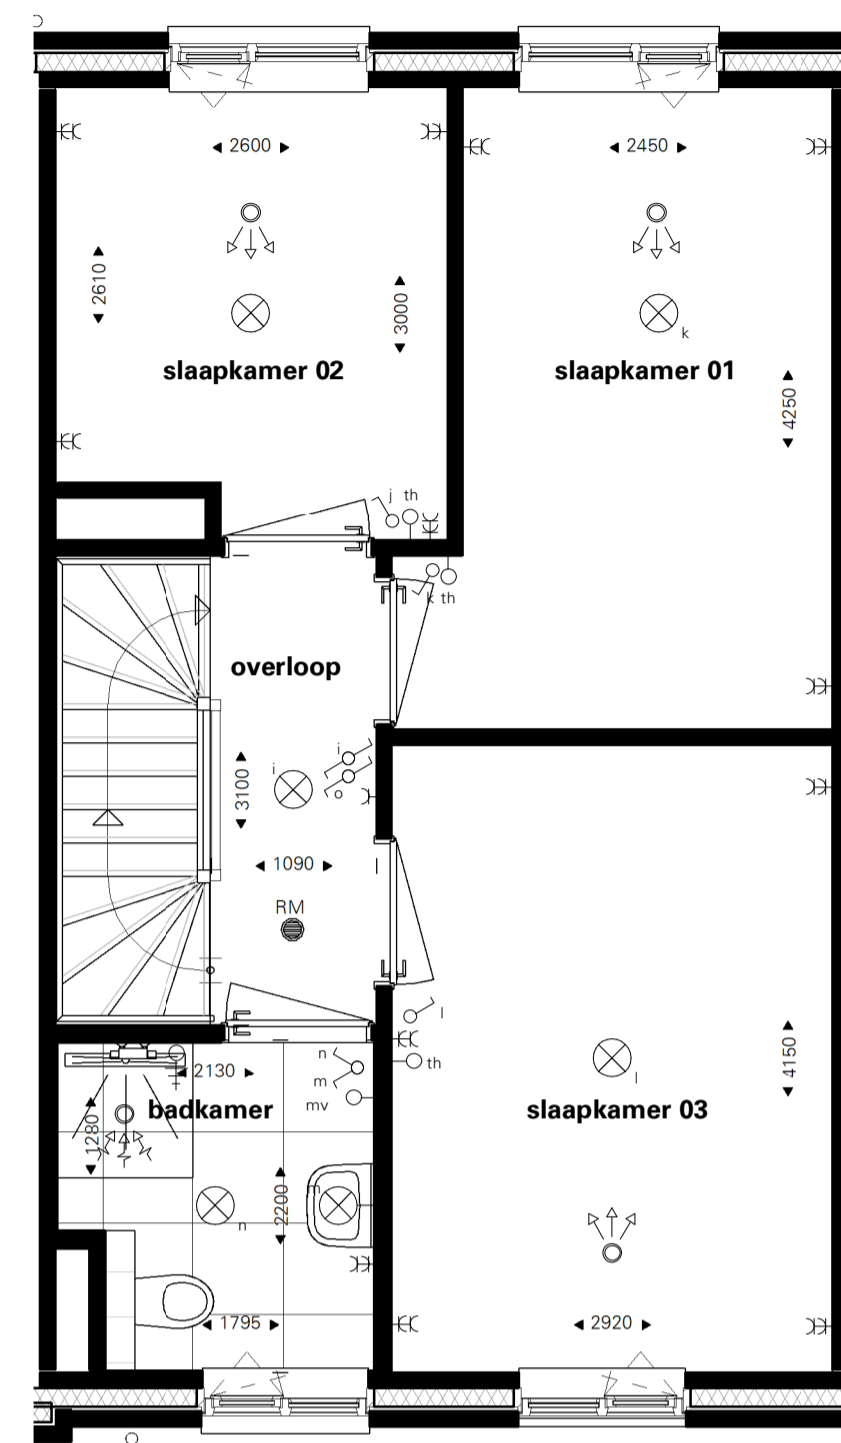 2600
2450
2610
3000
k
slaapkamer 02
slaapkamer 01
4250
j th
k th
overloop
i
i
3100
o
1090
RM
l
n
2130
m
th
mv
badkamer
slaapkamer 03
l
4150
1280
m
2200
n
1795
2920